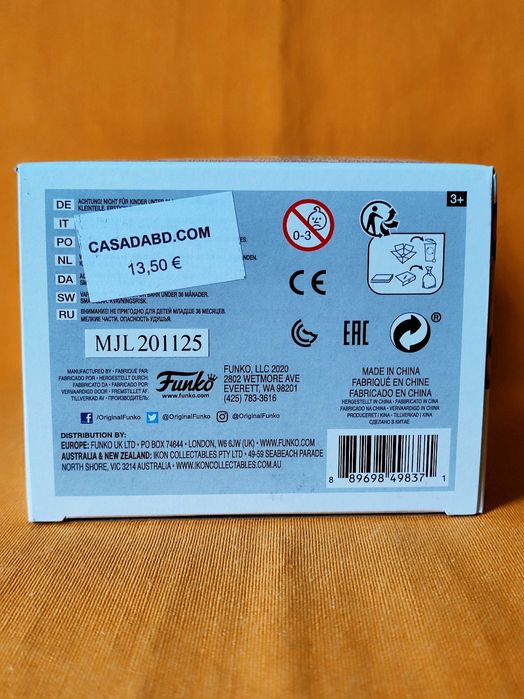 3+
DE ACHTUNG! NICHT FÜR KINDER UNTER
KLEINTEILE.
IT
PO
NL
DA
SW
RU
CASADABD.COM
13,50 €
UNDER 36 MÅNADER.
ВНИМАНИЕ! НЕ ПРИГОДНО ДЛЯ ДЕТЕЙ МЛАДШЕ 36 МЕСЯЦЕВ.
МЕЛКИЕ ЧАСТИ, ОПАСНОСТЬ УДУШЬЯ.
0-3
CE
EAC
®
MJL201125
MANUFACTURED BY • FABRIQUÉ PAR:
FABRICADO POR • HERGESTELLT DURCH:
FABBRICATO DA • FABRICADO POR:
VERVAARDIGD DOOR • FREMSTILLET AF:
TILLVERKAD AV • ПРОИЗВОДИТЕЛЬ:
Funko
www.funko.com
FUNKO, LLC 2020
2802 WETMORE AVE
EVERETT, WA 98201
(425) 783-3616
MADE IN CHINA
FABRIQUÉ EN CHINE
FABRICADO EN CHINA
HERGESTELLT IN CHINA • FABBRICATO IN CINA
FABRICADO NA CHINA • VERVAARDIGD IN CHINA
PRODUCERET I KINA • TILLVERKAD I KINA
СДЕЛАНО В КИТАЕ
/OriginalFunko @OriginalFunko @OriginalFunko
DISTRIBUTION BY:
EUROPE: FUNKO UK LTD • PO BOX 74644 • LONDON, W6 6JW (UK) • WWW.FUNKO.COM
AUSTRALIA & NEW ZEALAND: IKON COLLECTABLES PTY LTD • 49-59 SEABEACH PARADE
NORTH SHORE, VIC 3214 AUSTRALIA • WWW.IKONCOLLECTABLES.COM.AU
8 89698 49837 1